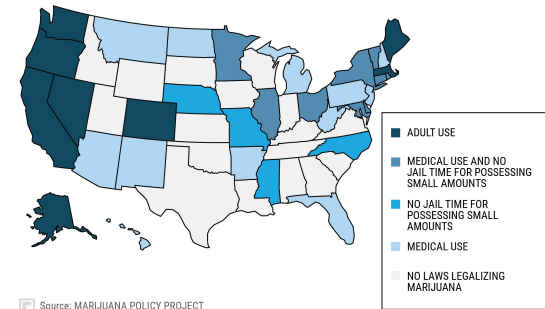 ADULT USE
MEDICAL USE AND NO
JAIL TIME FOR POSSESSING
SMALL AMOUNTS
NO JAIL TIME FOR
POSSESSING SMALL
AMOUNTS
MEDICAL USE
NO LAWS LEGALIZING
MARIJUANA
Source: MARIJUANA POLICY PROJECT